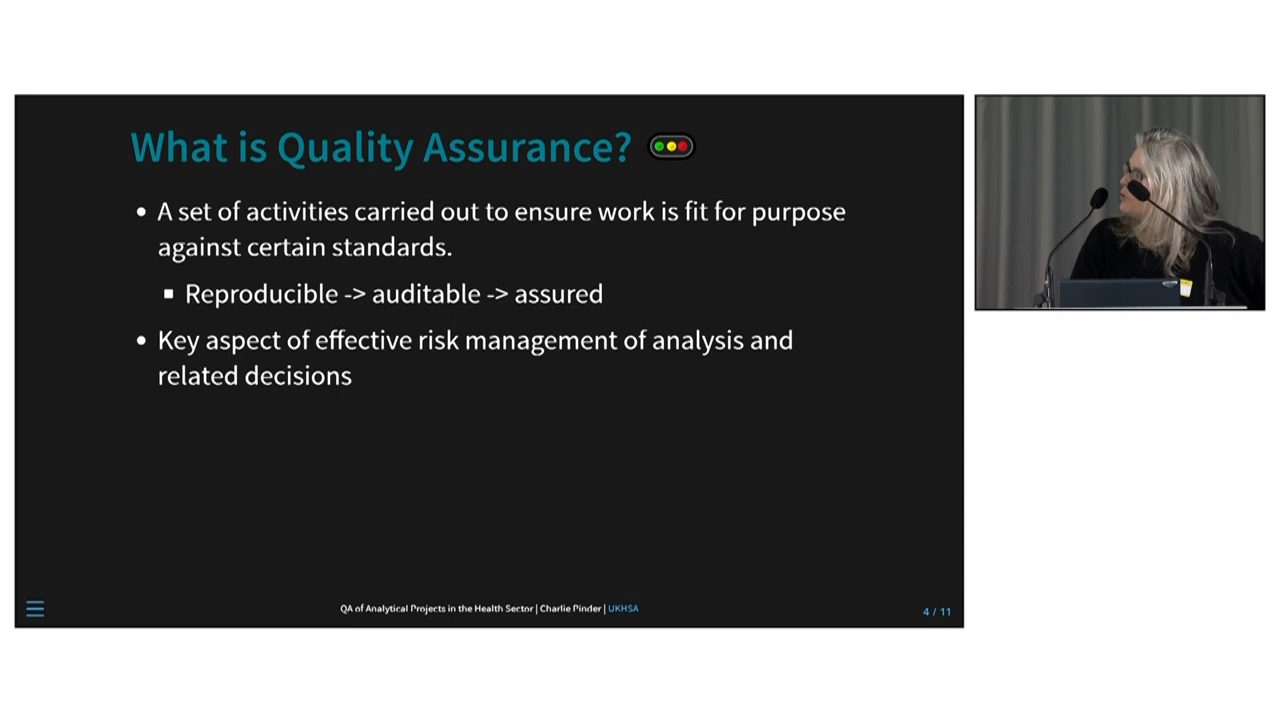 What is Quality Assurance?
• A set of activities carried out to ensure work is fit for purpose
against certain standards.
▪ Reproducible -> auditable -> assured
• Key aspect of effective risk management of analysis and
related decisions
QA of Analytical Projects in the Health Sector | Charlie Pinder | UKHSA
4 / 11